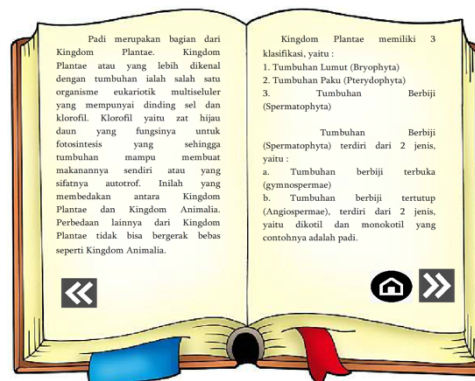 Padi merupakan bagian dari
Kingdom Plantae. Kingdom
Plantae atau yang lebih dikenal
dengan tumbuhan ialah salah satu
organisme eukariotik multiseluler
yang mempunyai dinding sel dan
klorofil. Klorofil yaitu zat hijau
daun yang fungsinya untuk
fotosintesis yang sehingga
tumbuhan mampu membuat
makanannya sendiri atau yang
sifatnya autotrof. Inilah yang
membedakan antara Kingdom
Plantae dan Kingdom Animalia.
Perbedaan lainnya dari Kingdom
Plantae tidak bisa bergerak bebas
seperti Kingdom Animalia.
Kingdom Plantae memiliki 3
klasifikasi, yaitu :
1. Tumbuhan Lumut (Bryophyta)
2. Tumbuhan Paku (Pterydophyta)
3. Tumbuhan Berbiji
(Spermatophyta)
Tumbuhan Berbiji
(Spermatophyta) terdiri dari 2 jenis,
yaitu :
a. Tumbuhan berbiji terbuka
(gymnospermae)
b. Tumbuhan berbiji tertutup
(Angiospermae), terdiri dari 2 jenis,
yaitu dikotil dan monokotil yang
contohnya adalah padi.